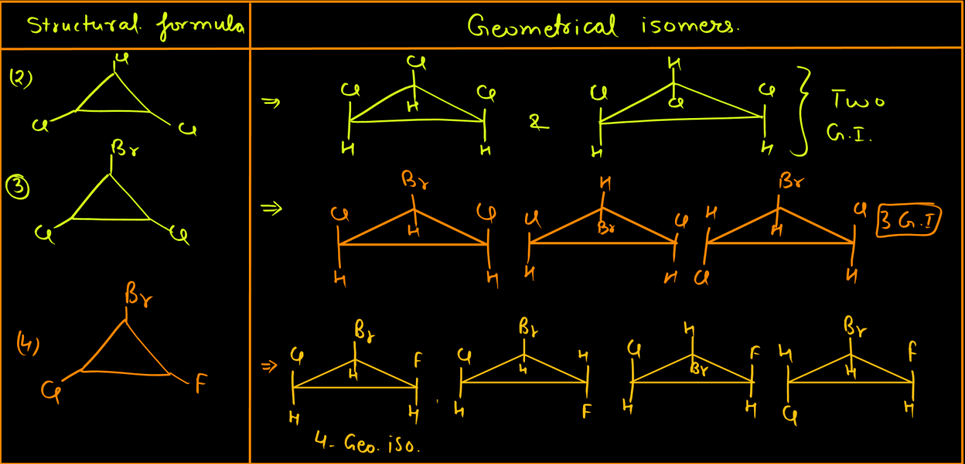 Structural formula
Geometrical isomers.
(2)
Cl
Cl
Cl
⇒
Cl
Cl
Cl
H
H
H
&
H
Cl
Cl
Cl
H
H
Two
G.I.
3
Br
Cl
Cl
⇒
Br
Cl
Cl
H
H
H
H
Cl
Cl
Br
H
H
Br
H
Cl
H
Cl
H
3 G.I
(4)
Br
Cl
F
⇒
Br
Cl
F
H
H
H
Br
Cl
H
H
H
F
H
Cl
F
Br
H
H
Br
H
F
H
Cl
H
4- Geo. iso.